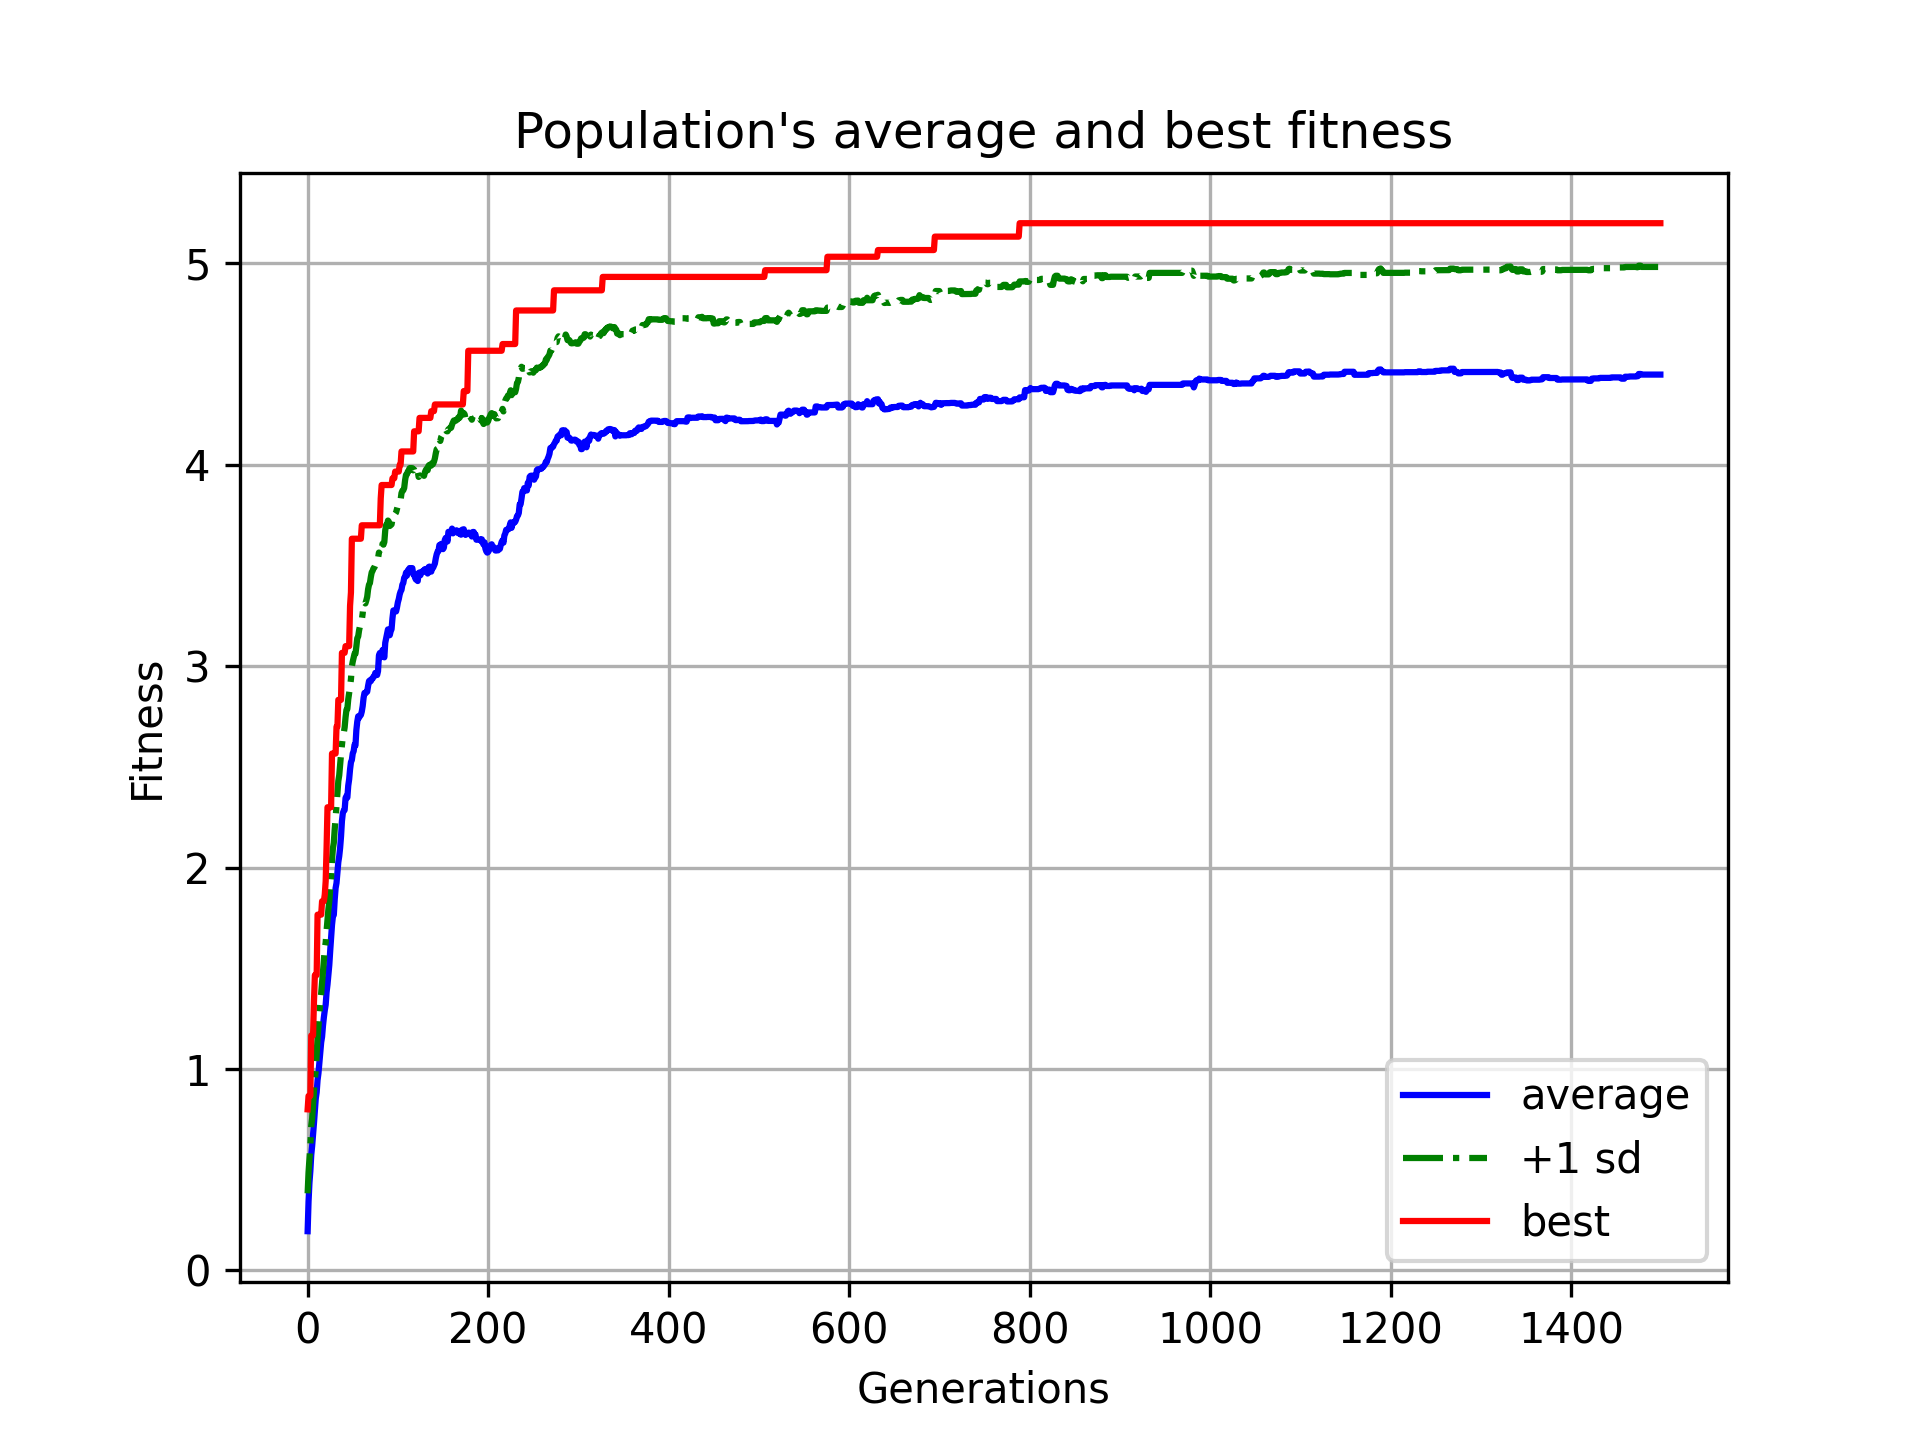 Population's average and best fitness
Fitness
5
4
3
2
1
0
0 200 400 600 800 1000 1200 1400
Generations
average
+1 sd
best